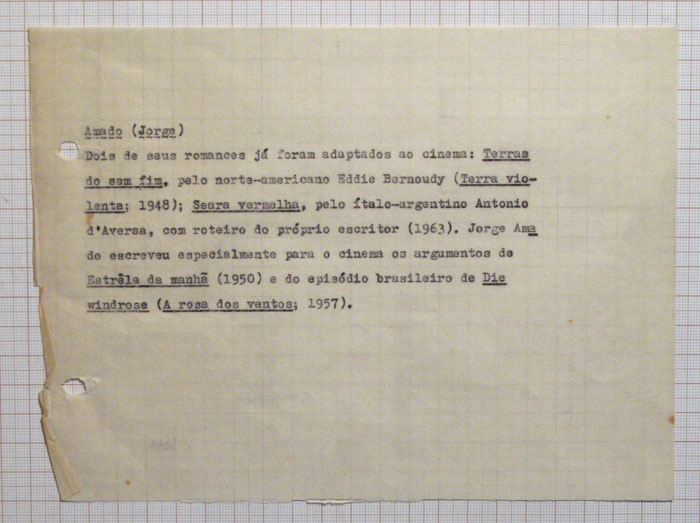 Amado (Jorge)
Dois de seus romances já foram adaptados ao cinema: Terras
do sem fim, pelo norte-americano Eddie Bernoudy (Terra vio-
lenta; 1948); Seara vermelha, pelo ítalo-argentino Antonio
d'Aversa, com roteiro do próprio escritor (1963). Jorge Ama
do escreveu especialmente para o cinema os argumentos de
Estrêla da manhã (1950) e do episódio brasileiro de Die
windrose (A rosa dos ventos; 1957).